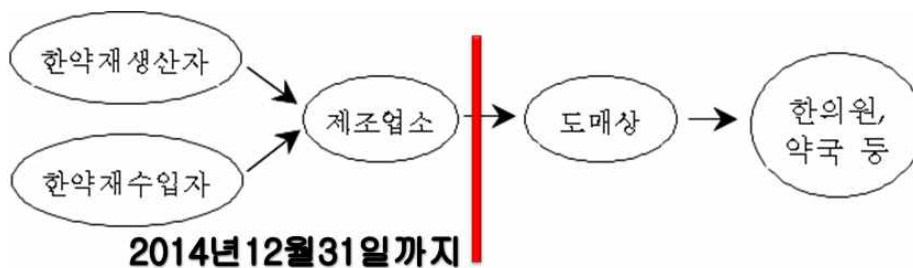 한약재생산자
한약재수입자
제조업소
도매상
한의원,
약국 등
2014년12월31일까지